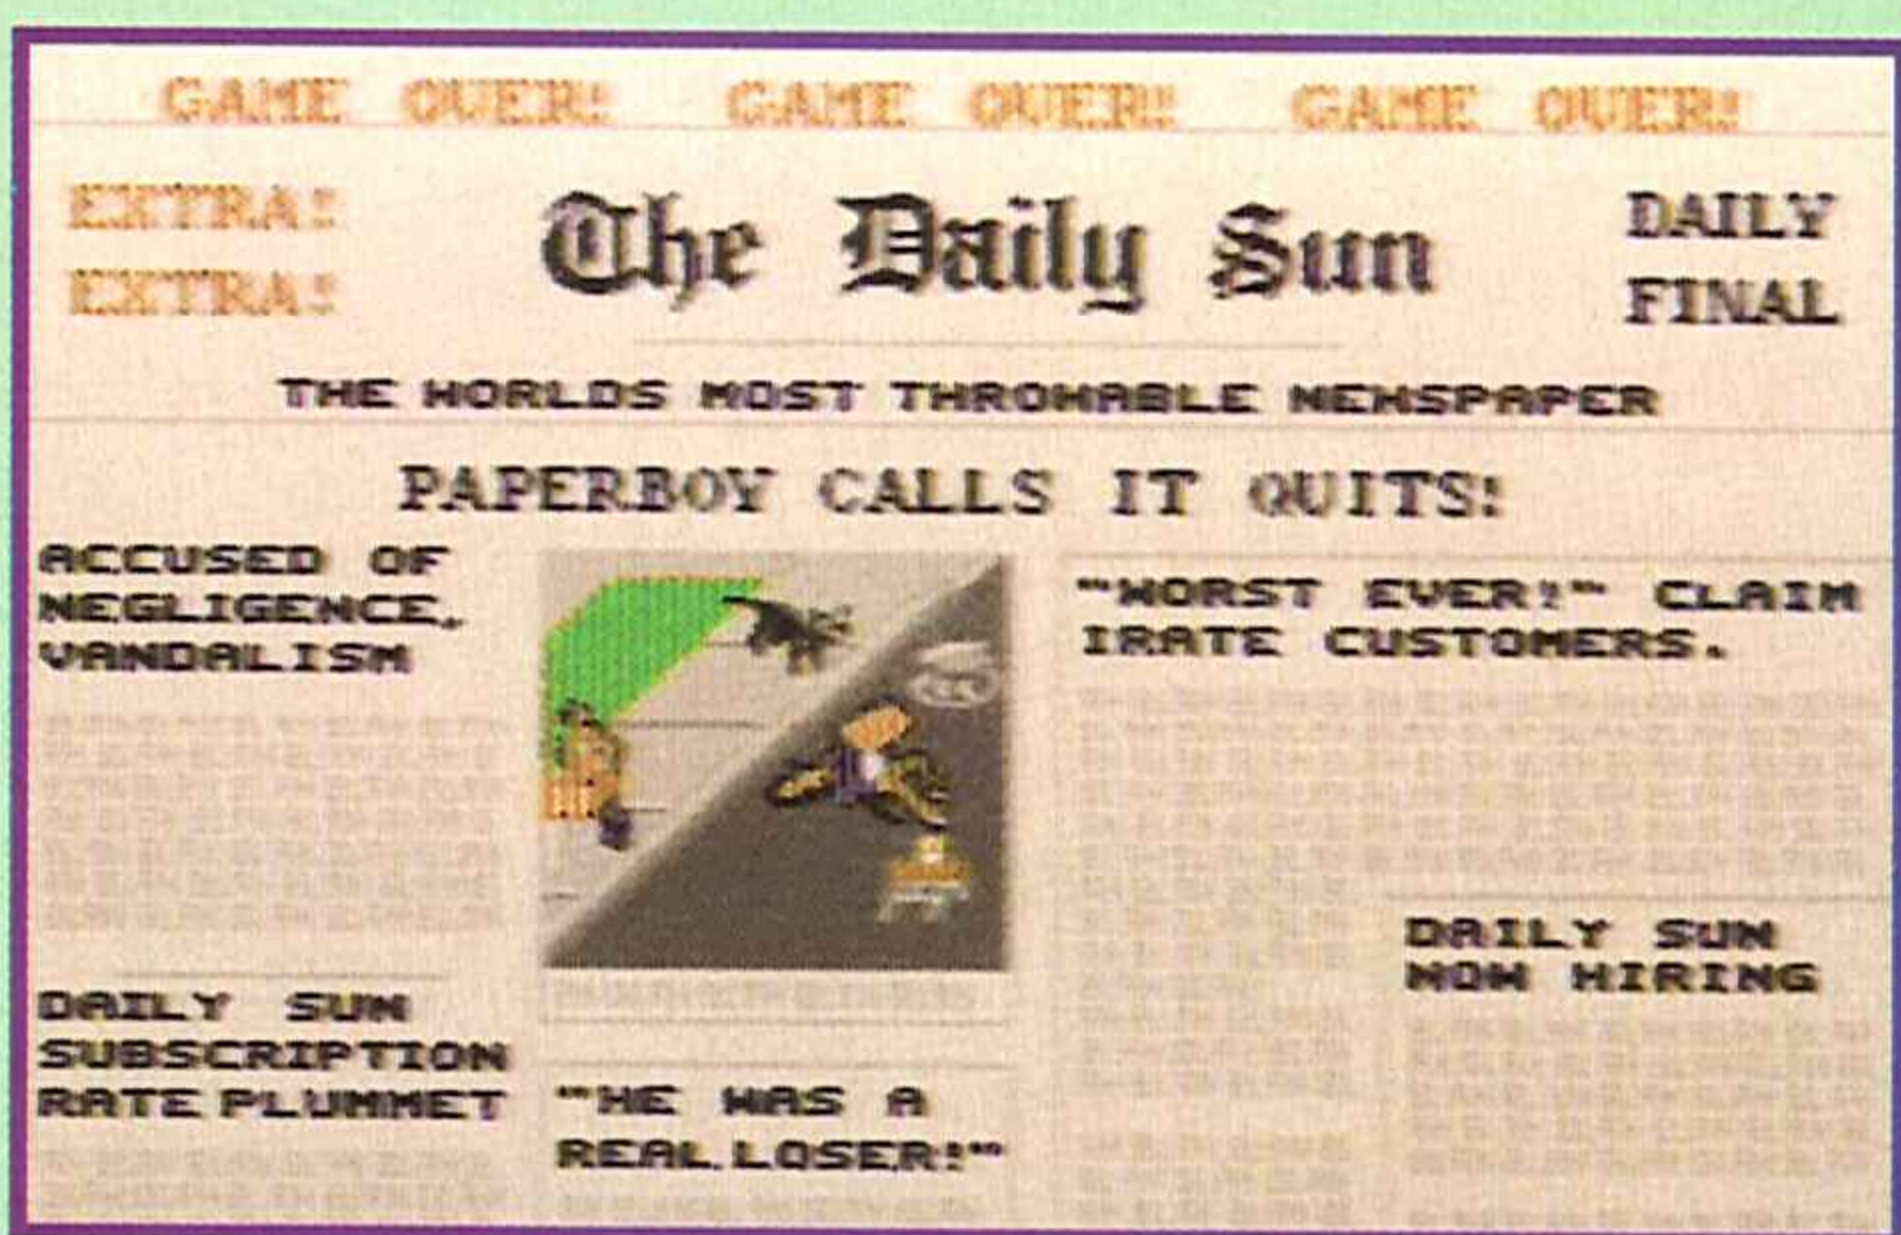 GAME OVER! GAME OVER! GAME OVER!
EXTRA!
EXTRA!
The Daily Sun
DAILY
FINAL
THE WORLDS MOST THROWABLE NEWSPAPER
PAPERBOY CALLS IT QUITS!
ACCUSED OF
NEGLIGENCE,
VANDALISM
"WORST EVER!" CLAIM
IRATE CUSTOMERS.
DAILY SUN
SUBSCRIPTION
RATE PLUMMET
"HE WAS A
REAL LOSER!"
DAILY SUN
NOW HIRING